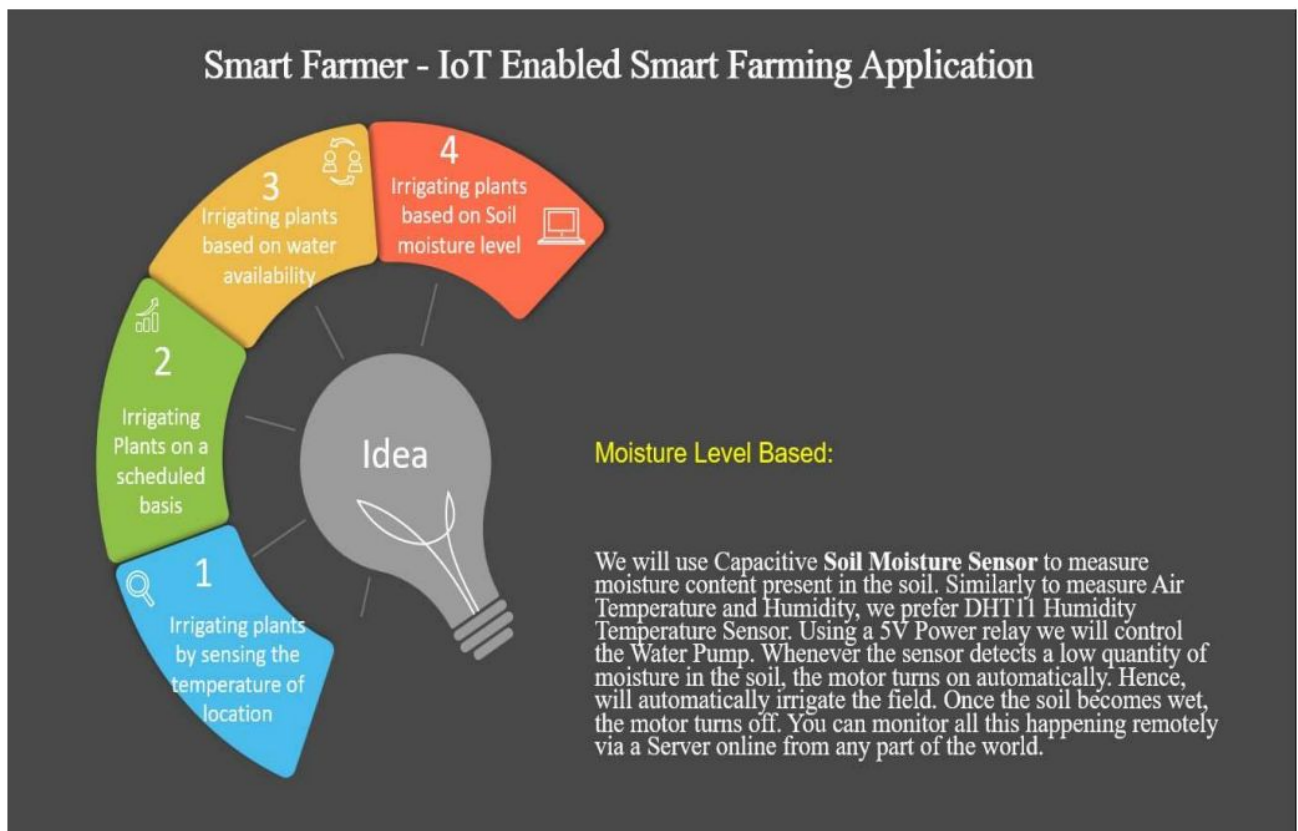 Smart Farmer - IoT Enabled Smart Farming Application
4
Irrigating plants
based on Soil
moisture level
3
Irrigating plants
based on water
availability
2
Irrigating
Plants on a
scheduled
basis
1
Irrigating plants
by sensing the
temperature of
location
Idea
Moisture Level Based:
We will use Capacitive Soil Moisture Sensor to measure
moisture content present in the soil. Similarly to measure Air
Temperature and Humidity, we prefer DHT11 Humidity
Temperature Sensor. Using a 5V Power relay we will control
the Water Pump. Whenever the sensor detects a low quantity of
moisture in the soil, the motor turns on automatically. Hence,
will automatically irrigate the field. Once the soil becomes wet,
the motor turns off. You can monitor all this happening remotely
via a Server online from any part of the world.